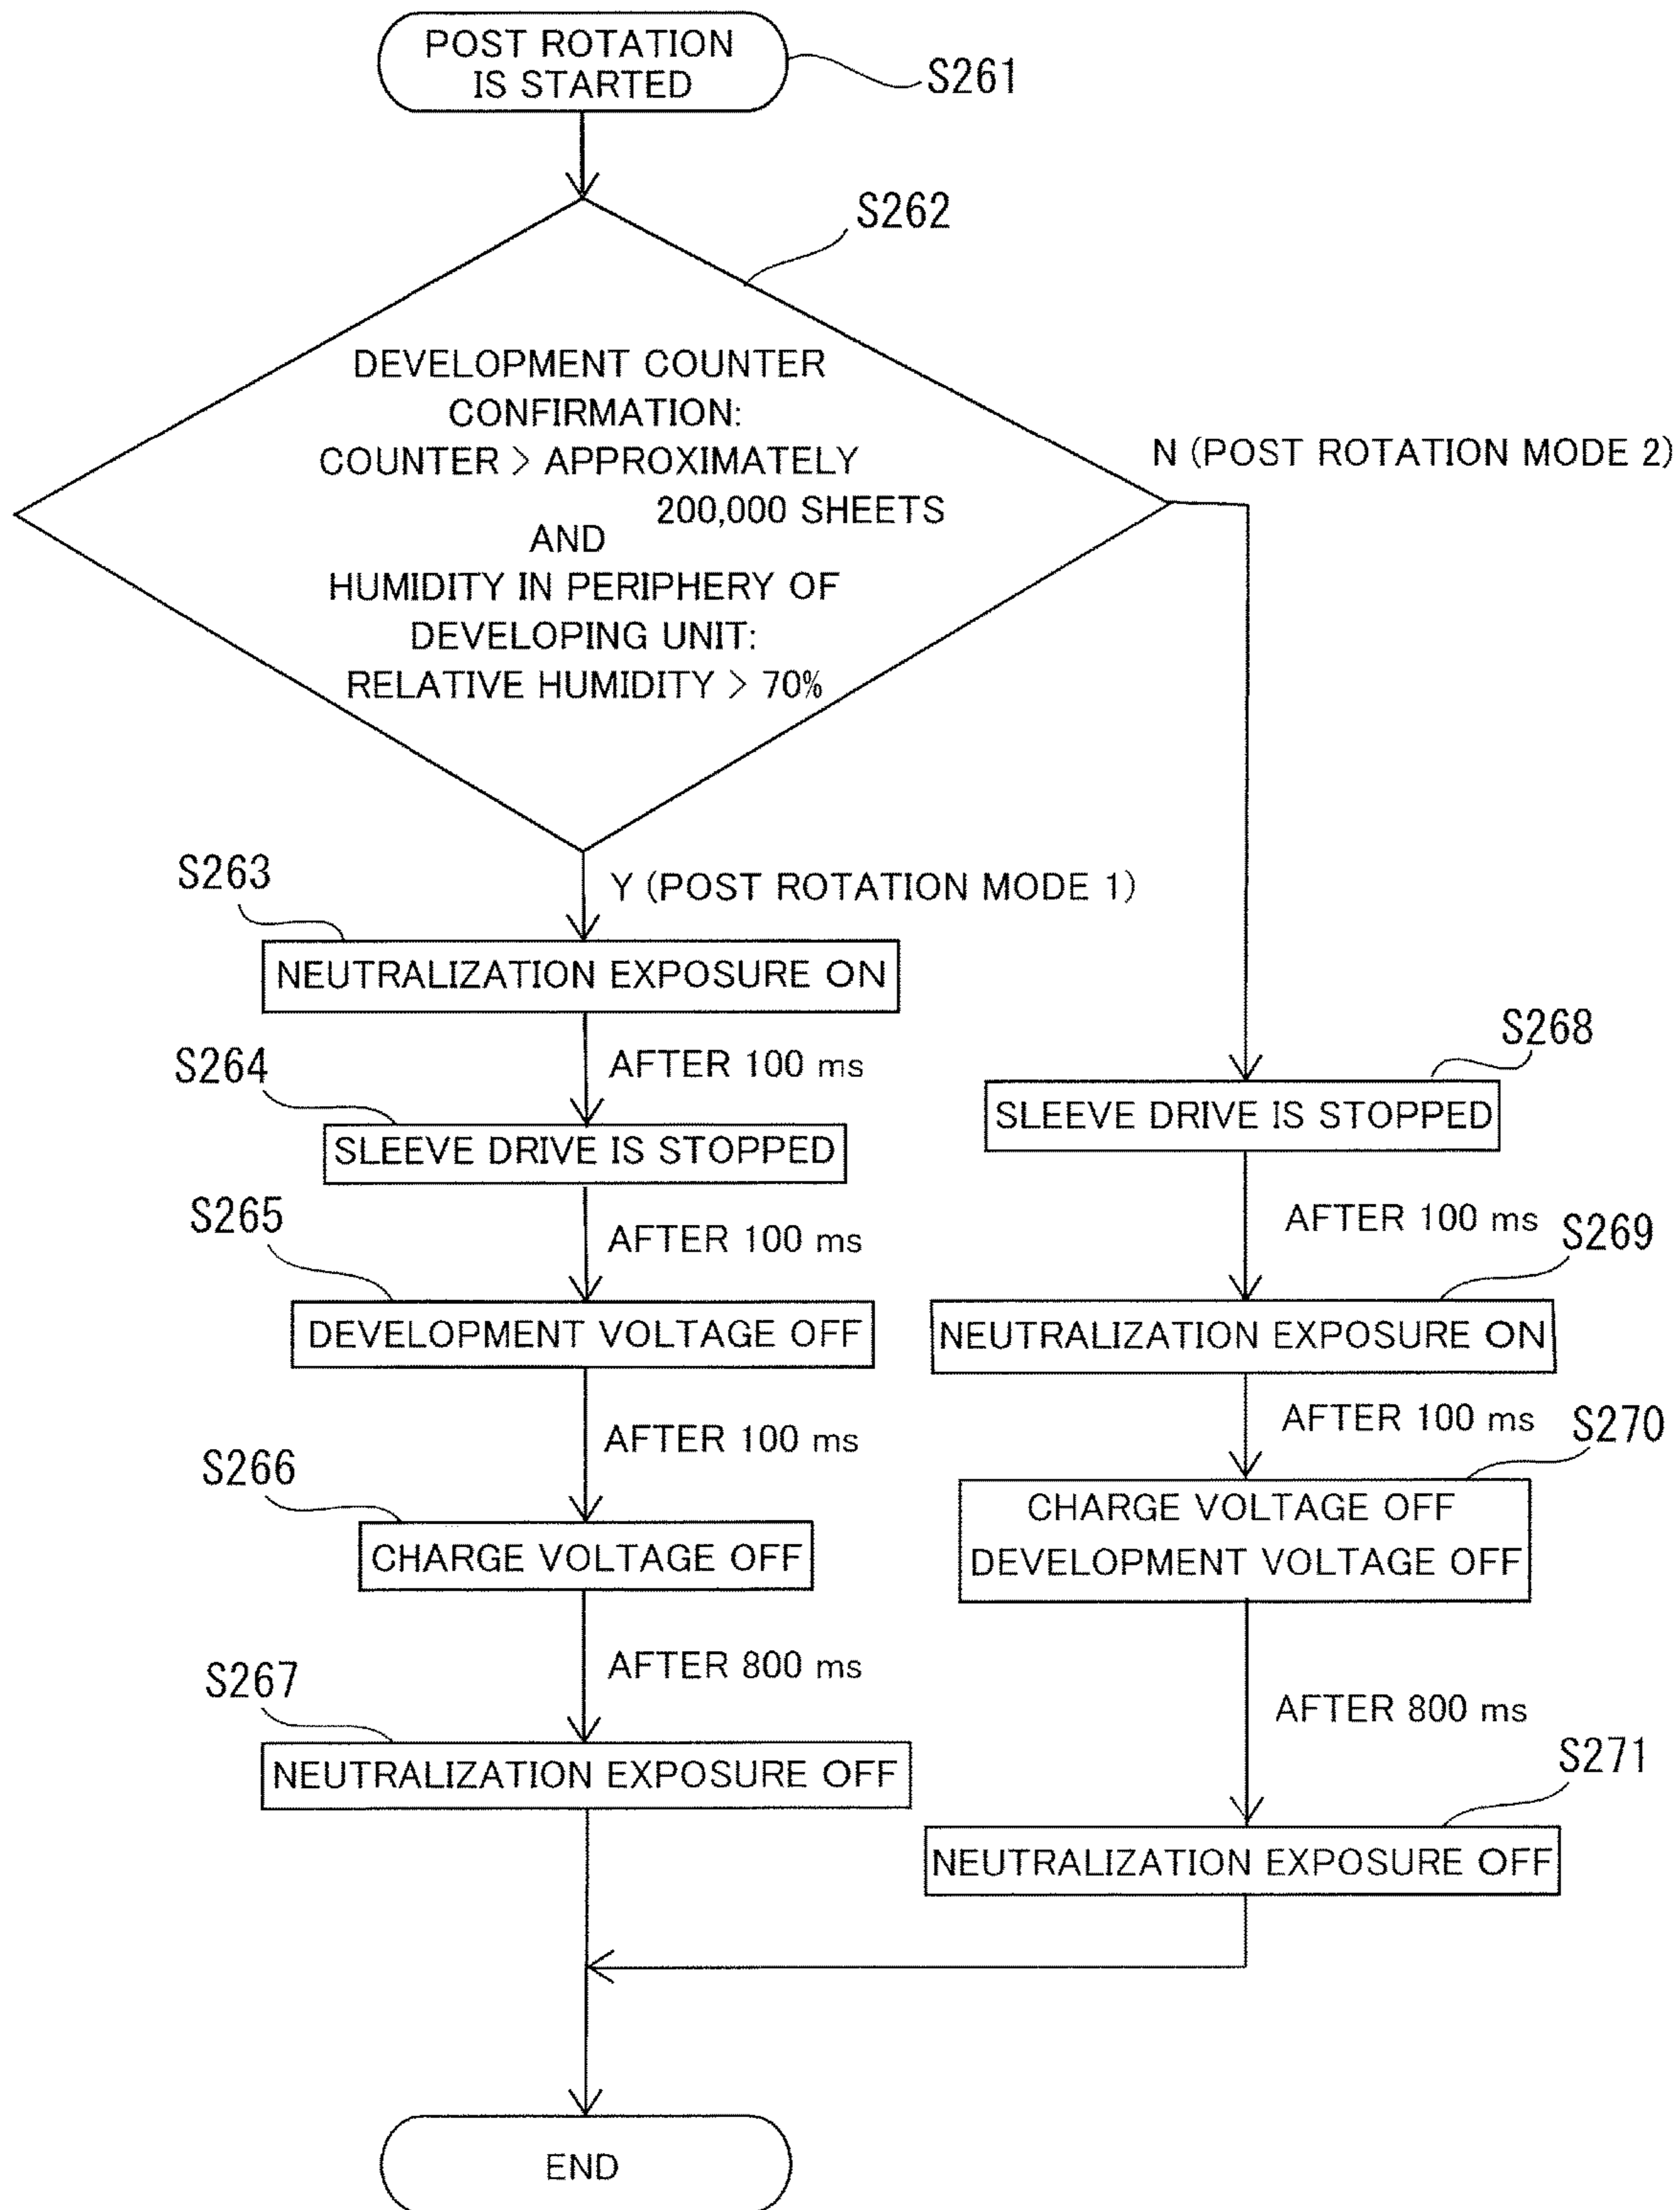 POST ROTATION
IS STARTED
S261
S262
DEVELOPMENT COUNTER
CONFIRMATION:
COUNTER > APPROXIMATELY
200,000 SHEETS
AND
HUMIDITY IN PERIPHERY OF
DEVELOPING UNIT:
RELATIVE HUMIDITY > 70%
N (POST ROTATION MODE 2)
Y (POST ROTATION MODE 1)
S263
NEUTRALIZATION EXPOSURE ON
AFTER 100 ms
S264
SLEEVE DRIVE IS STOPPED
AFTER 100 ms
S265
DEVELOPMENT VOLTAGE OFF
AFTER 100 ms
S266
CHARGE VOLTAGE OFF
AFTER 800 ms
S267
NEUTRALIZATION EXPOSURE OFF
S268
SLEEVE DRIVE IS STOPPED
AFTER 100 ms
S269
NEUTRALIZATION EXPOSURE ON
AFTER 100 ms
S270
CHARGE VOLTAGE OFF
DEVELOPMENT VOLTAGE OFF
AFTER 800 ms
S271
NEUTRALIZATION EXPOSURE OFF
END